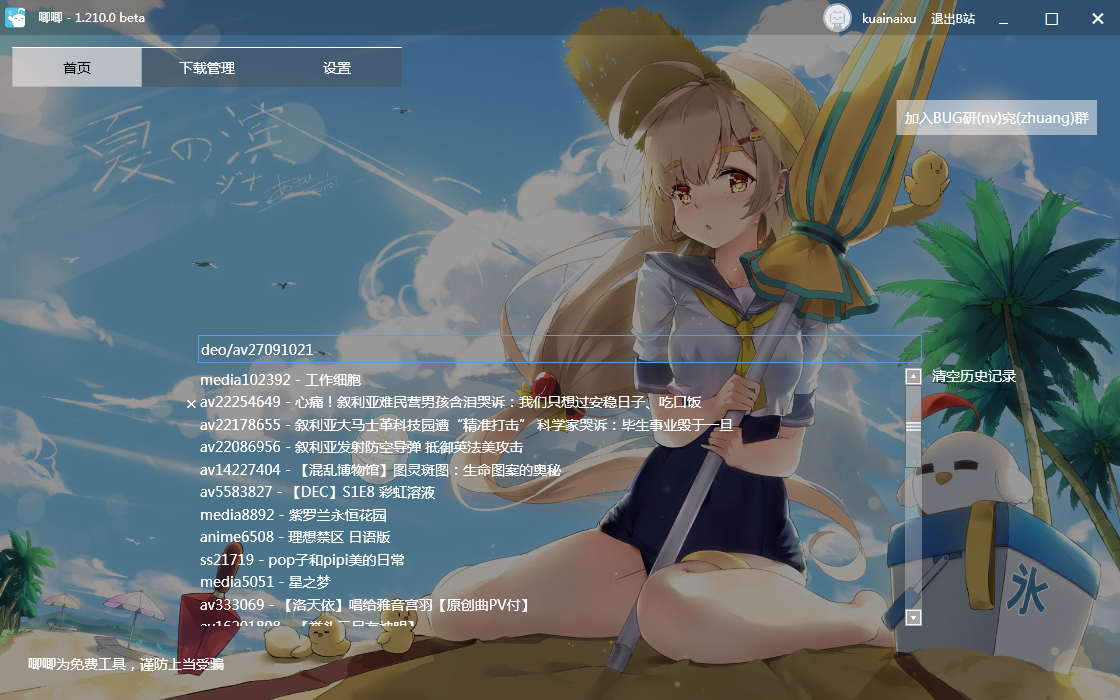 唧唧 - 1.210.0 beta
kuainaixu
退出B站
首页
下载管理
设置
加入BUG研(nv)究(zhuang)群
夏の浜
ジナ
deo/av27091021
清空历史记录
media102392 - 工作细胞
av22254649 - 心痛！叙利亚难民营男孩含泪哭诉：我们只想过安稳日子、吃口饭
av22178655 - 叙利亚大马士革科技园遭“精准打击” 科学家哭诉：毕生事业毁于一旦
av22086956 - 叙利亚发射防空导弹 抵御英法美攻击
av14227404 - 【混乱博物馆】图灵斑图：生命图案的奥秘
av5583827 - 【DEC】S1E8 彩虹溶液
media8892 - 紫罗兰永恒花园
anime6508 - 理想禁区 日语版
ss21719 - pop子和pipi美的日常
media5051 - 星之梦
av333069 - 【洛天依】唱给雅音宫羽【原创曲PV付】
氷
唧唧为免费工具，谨防上当受骗